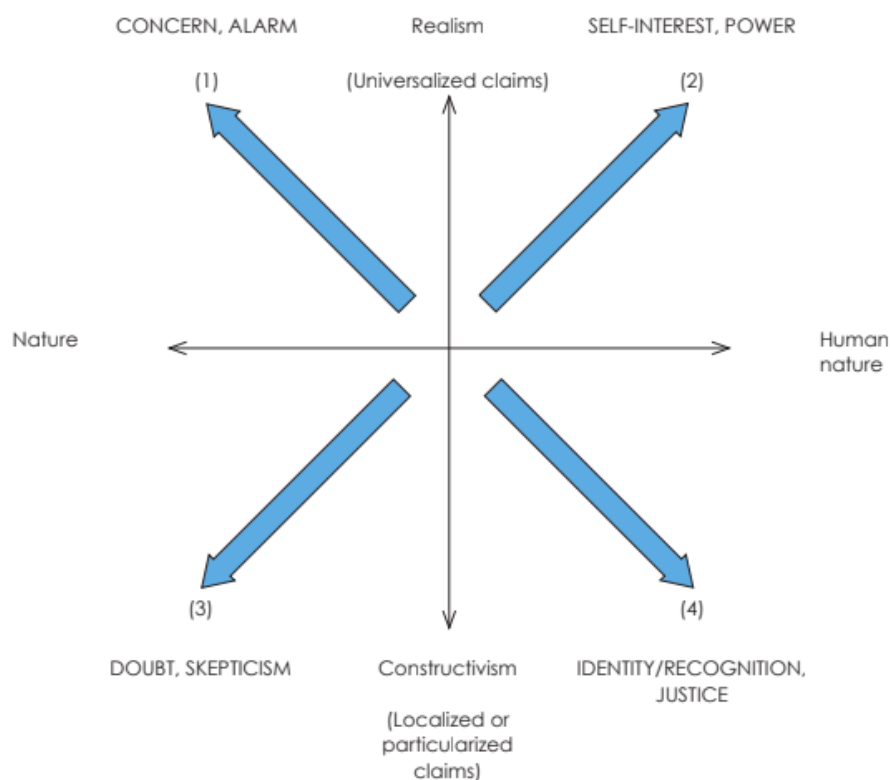 CONCERN, ALARM
Realism
SELF-INTEREST, POWER
(1)
(Universalized claims)
(2)
Nature
Human
nature
(3)
(4)
DOUBT, SKEPTICISM
Constructivism
IDENTITY/RECOGNITION,
JUSTICE
(Localized or
particularized
claims)